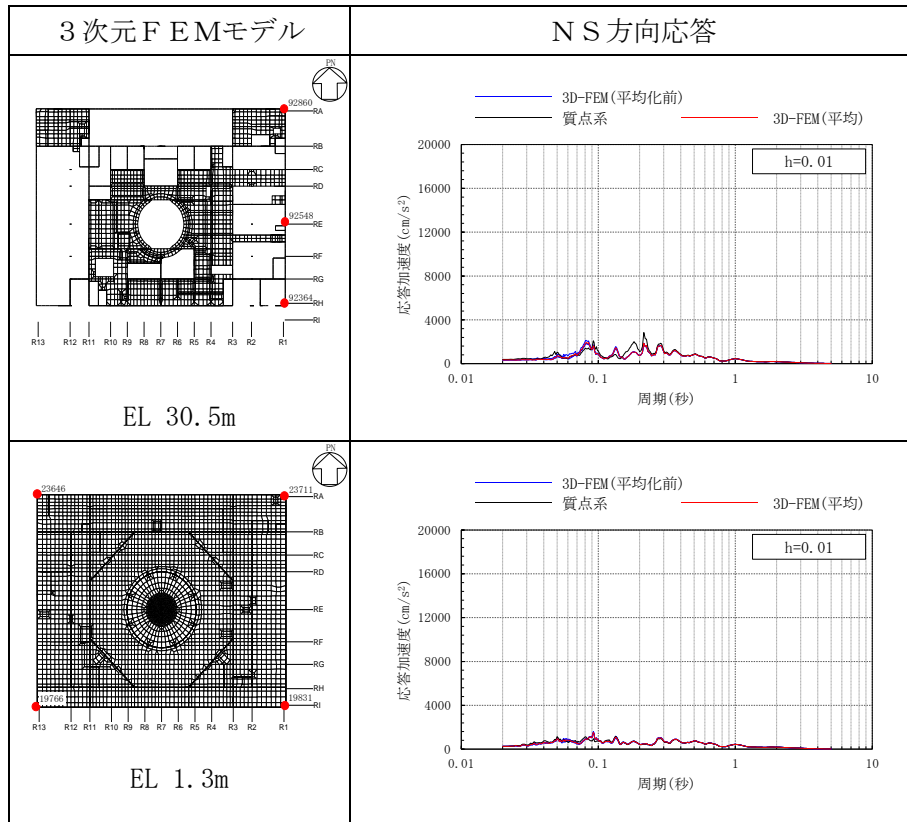 ３次元ＦＥＭモデル
ＮＳ方向応答
PN
92860
RA
RB
RC
RD
92548
RE
RF
RG
92364
RH
RI
R13 R12 R11 R10 R9 R8 R7 R6 R5 R4 R3 R2 R1
EL 30.5m
3D-FEM(平均化前)
質点系 3D-FEM(平均)
h=0.01
20000
16000
12000
8000
4000
0
応答加速度(cm/s²)
0.01 0.1 1 10
周期(秒)
PN
23646
23711
RA
RB
RC
RD
RE
RF
RG
RH
19766
19831
RI
R13 R12 R11 R10 R9 R8 R7 R6 R5 R4 R3 R2 R1
EL 1.3m
3D-FEM(平均化前)
質点系 3D-FEM(平均)
h=0.01
20000
16000
12000
8000
4000
0
応答加速度(cm/s²)
0.01 0.1 1 10
周期(秒)